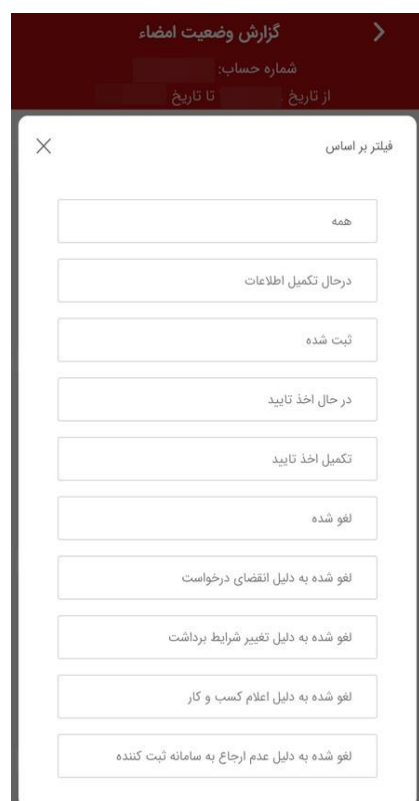 گزارش وضعیت امضاء
شماره حساب:
از تاریخ تا تاریخ
فیلتر بر اساس
همه
درحال تکمیل اطلاعات
ثبت شده
در حال اخذ تایید
تکمیل اخذ تایید
لغو شده
لغو شده به دلیل انقضای درخواست
لغو شده به دلیل تغییر شرایط برداشت
لغو شده به دلیل اعلام کسب و کار
لغو شده به دلیل عدم ارجاع به سامانه ثبت کننده